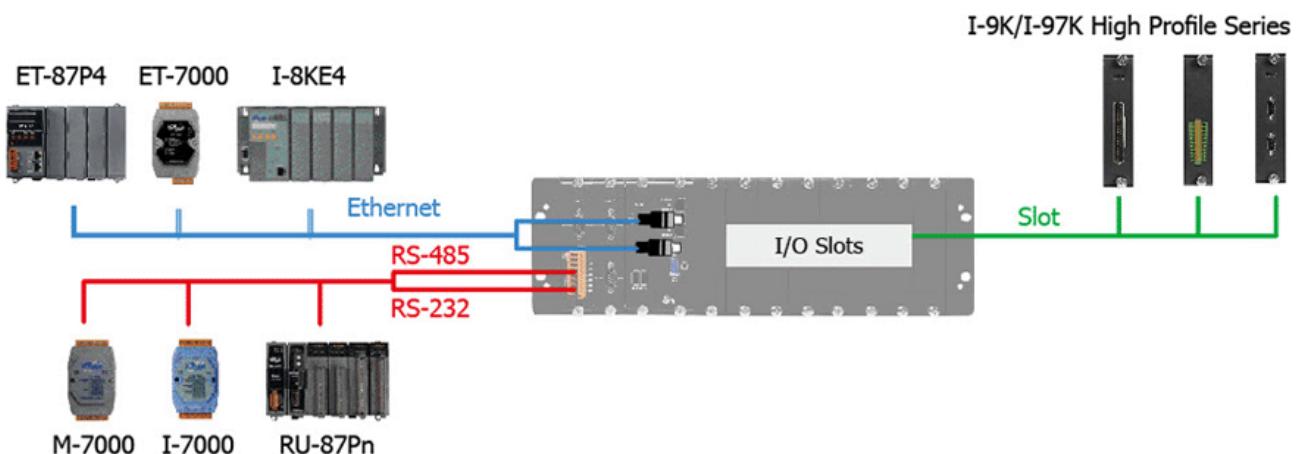 I-9K/I-97K High Profile Series
ET-87P4 ET-7000 I-8KE4
Ethernet
Slot
I/O Slots
RS-485
RS-232
M-7000 I-7000 RU-87Pn